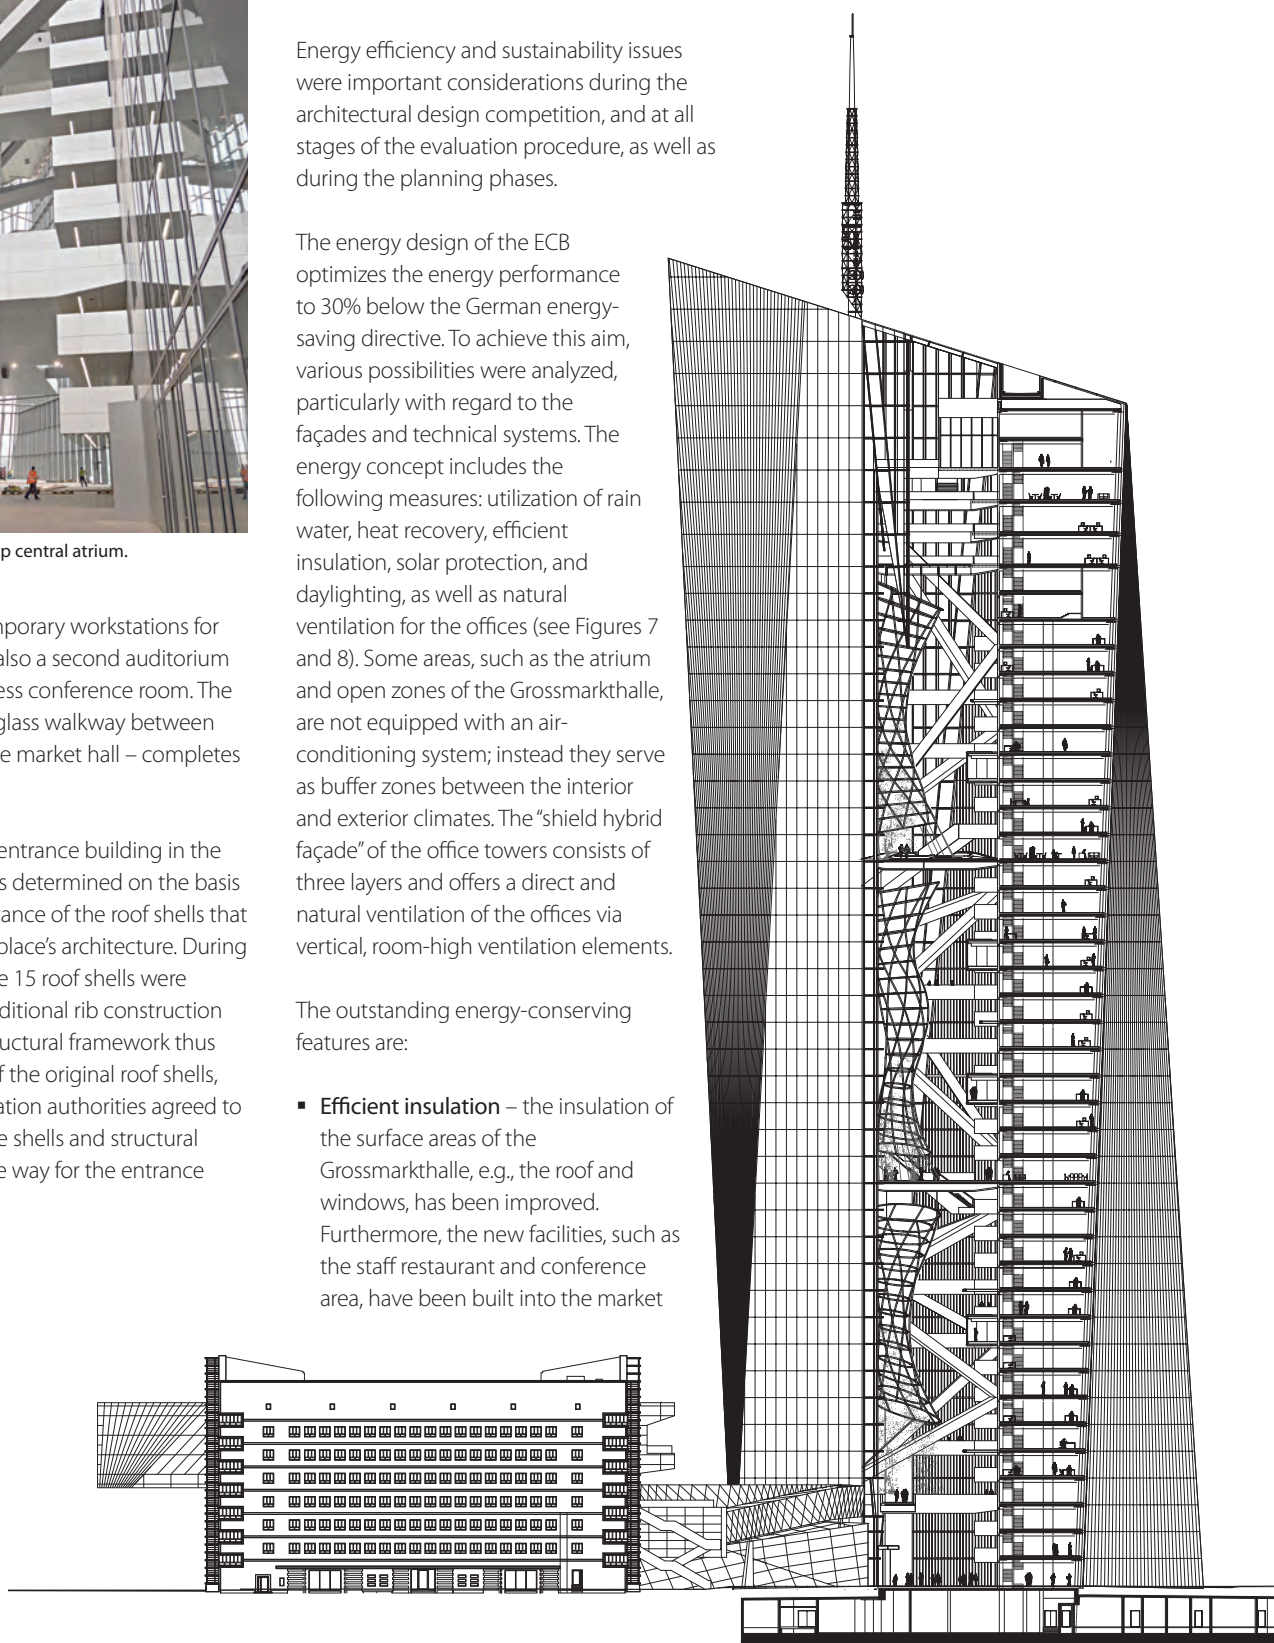 p central atrium.
mporary workstations for
also a second auditorium
ess conference room. The
glass walkway between
e market hall – completes
entrance building in the
s determined on the basis
tance of the roof shells that
place’s architecture. During
e 15 roof shells were
ditional rib construction
uctural framework thus
f the original roof shells,
ation authorities agreed to
e shells and structural
e way for the entrance
Energy efficiency and sustainability issues
were important considerations during the
architectural design competition, and at all
stages of the evaluation procedure, as well as
during the planning phases.
The energy design of the ECB
optimizes the energy performance
to 30% below the German energy-
saving directive. To achieve this aim,
various possibilities were analyzed,
particularly with regard to the
façades and technical systems. The
energy concept includes the
following measures: utilization of rain
water, heat recovery, efficient
insulation, solar protection, and
daylighting, as well as natural
ventilation for the offices (see Figures 7
and 8). Some areas, such as the atrium
and open zones of the Grossmarkthalle,
are not equipped with an air-
conditioning system; instead they serve
as buffer zones between the interior
and exterior climates. The “shield hybrid
façade” of the office towers consists of
three layers and offers a direct and
natural ventilation of the offices via
vertical, room-high ventilation elements.
The outstanding energy-conserving
features are:
▪ Efficient insulation – the insulation of
the surface areas of the
Grossmarkthalle, e.g., the roof and
windows, has been improved.
Furthermore, the new facilities, such as
the staff restaurant and conference
area, have been built into the market